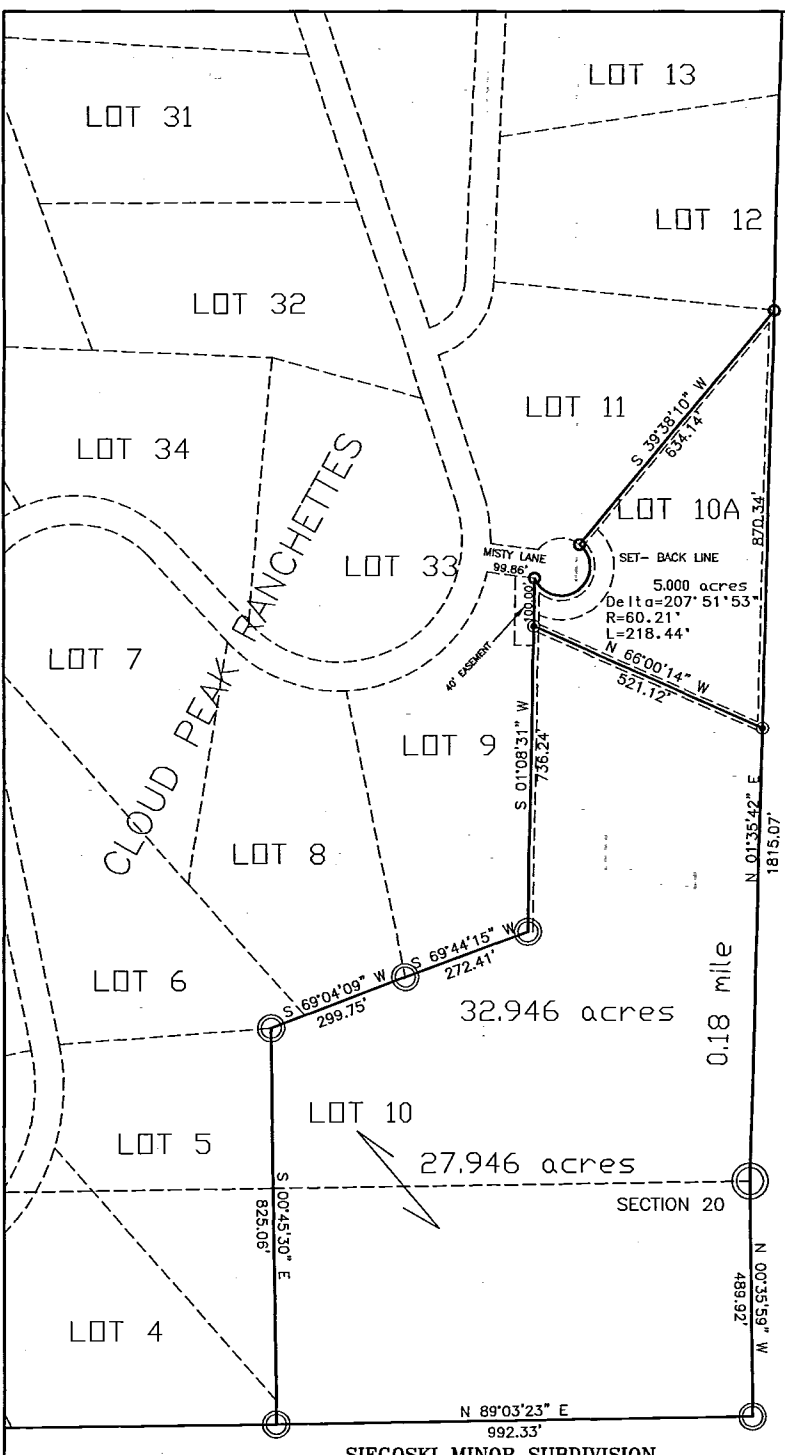 LOT 13
LOT 31
LOT 12
LOT 32
LOT 11
S 39°38'10" W
634.14'
LOT 34
CLOUD PEAK RANCHETTES
LOT 10A
870.34'
MISTY LANE
99.86'
SET- BACK LINE
LOT 33
5.000 acres
Delta=207°51'53"
R=60.21'
L=218.44'
100.00'
40' EASEMENT
N 66°00'14" W
521.12'
LOT 7
LOT 9
S 01°08'31" W
736.24'
N 01°35'42" E
1815.07'
LOT 8
S 69°44'15" W
272.41'
S 69°04'09" W
299.75'
LOT 6
32.946 acres
0.18 mile
LOT 10
LOT 5
27.946 acres
SECTION 20
S 00°45'30" E
825.06'
N 00°35'59" W
489.92'
LOT 4
N 89°03'23" E
992.33'
SIEGOSKI MINOR SUBDIVISION